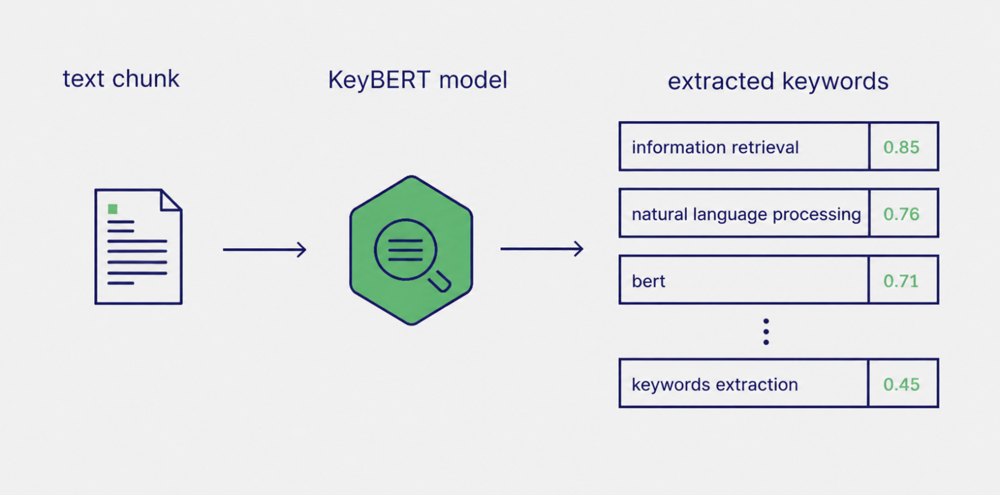 text chunk
KeyBERT model
extracted keywords
information retrieval 0.85
natural language processing 0.76
bert 0.71
keywords extraction 0.45